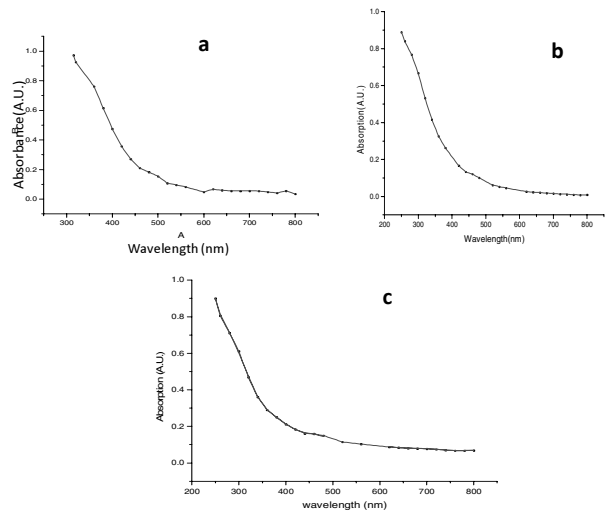 a
1.0
0.8
0.6
0.4
0.2
0.0
300 400 500 600 700 800
A
Wavelength (nm)
Absorbance(A.U.)
B
b
1.0
0.8
0.6
0.4
0.2
0.0
200 300 400 500 600 700 800
Wavelength(nm)
Absorption( A.U.)
c
1.0
0.8
0.6
0.4
0.2
0.0
200 300 400 500 600 700 800
wavelength (nm)
Absorption (A.U.)